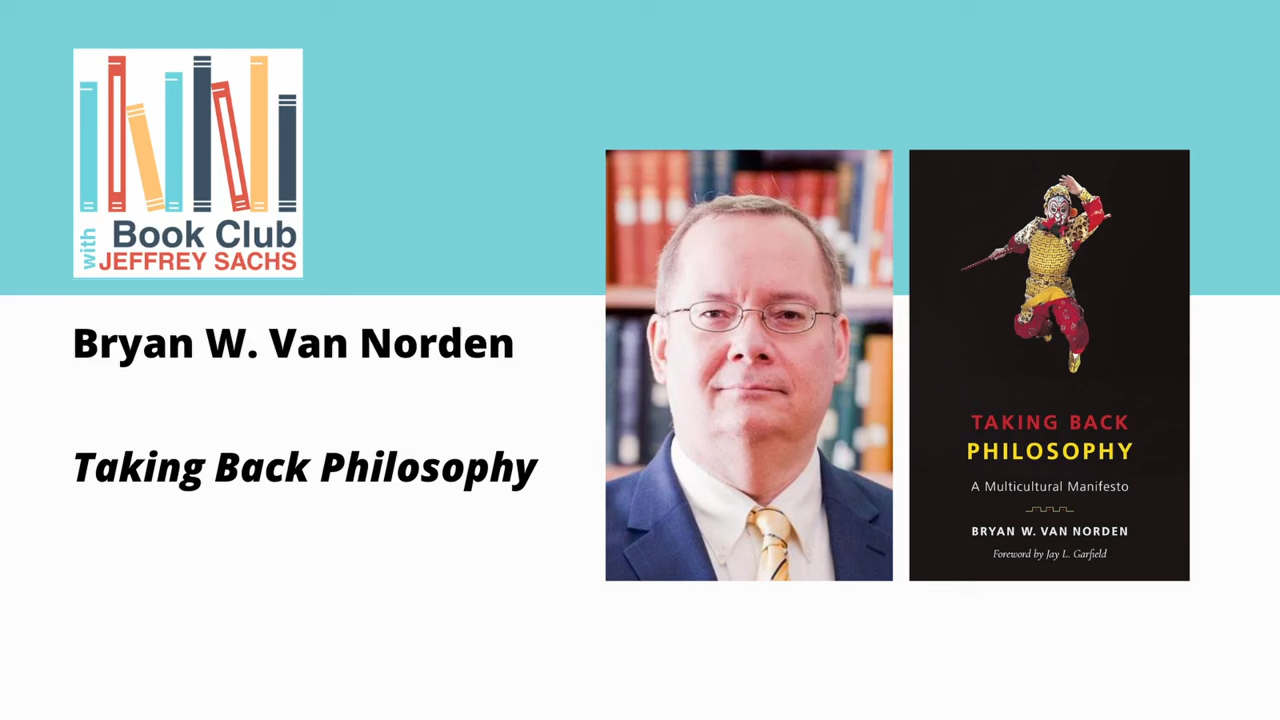 with
Book Club
JEFFREY SACHS
Bryan W. Van Norden
Taking Back Philosophy
TAKING BACK
PHILOSOPHY
A Multicultural Manifesto
BRYAN W. VAN NORDEN
Foreword by Jay L. Garfield